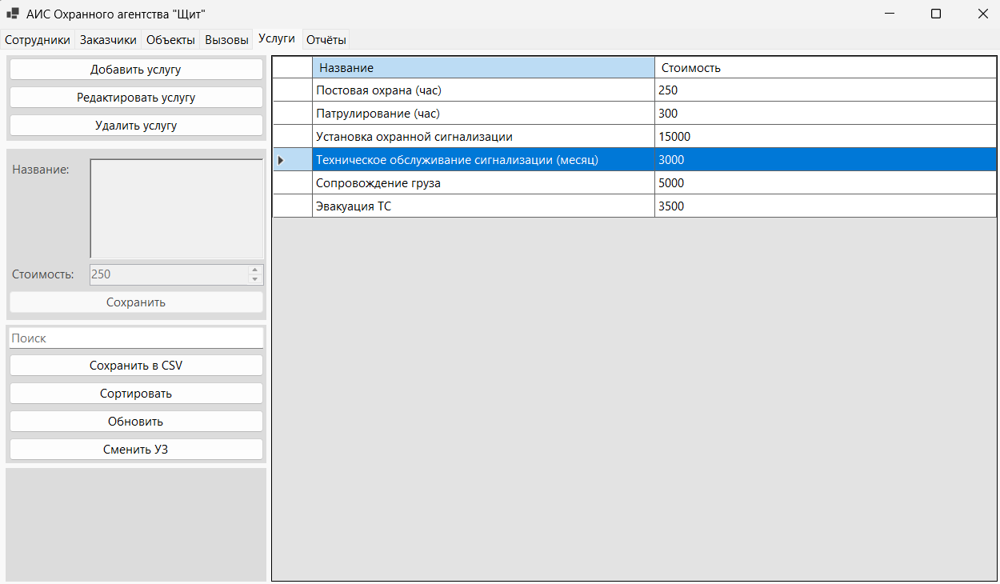 АИС Охранного агентства "Щит"
Сотрудники Заказчики Объекты Вызовы Услуги Отчёты
Добавить услугу
Редактировать услугу
Удалить услугу
Название:
Стоимость: 250
Сохранить
Поиск
Сохранить в CSV
Сортировать
Обновить
Сменить УЗ
Название Стоимость
Постовая охрана (час) 250
Патрулирование (час) 300
Установка охранной сигнализации 15000
Техническое обслуживание сигнализации (месяц) 3000
Сопровождение груза 5000
Эвакуация ТС 3500